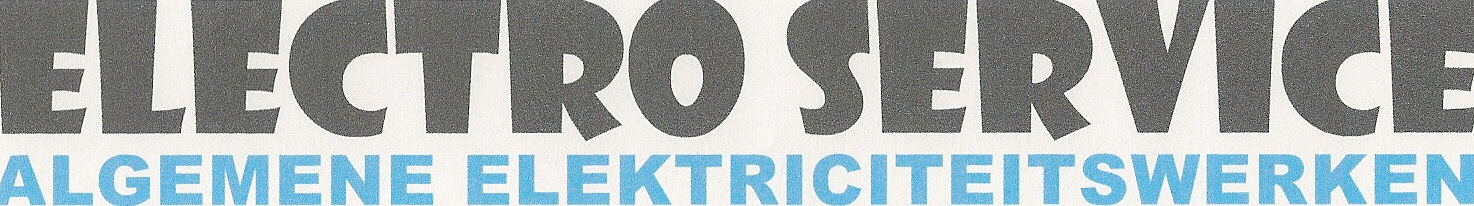 ELECTRO SERVICE
ALGEMENE ELEKTRICITEITSWERKEN